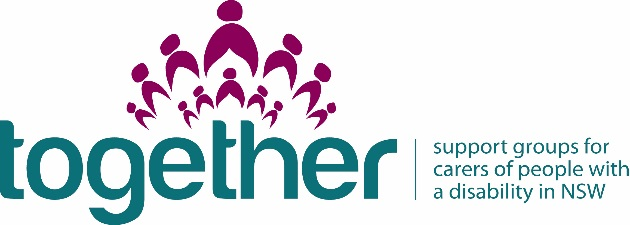 together
support groups for
carers of people with
a disability in NSW